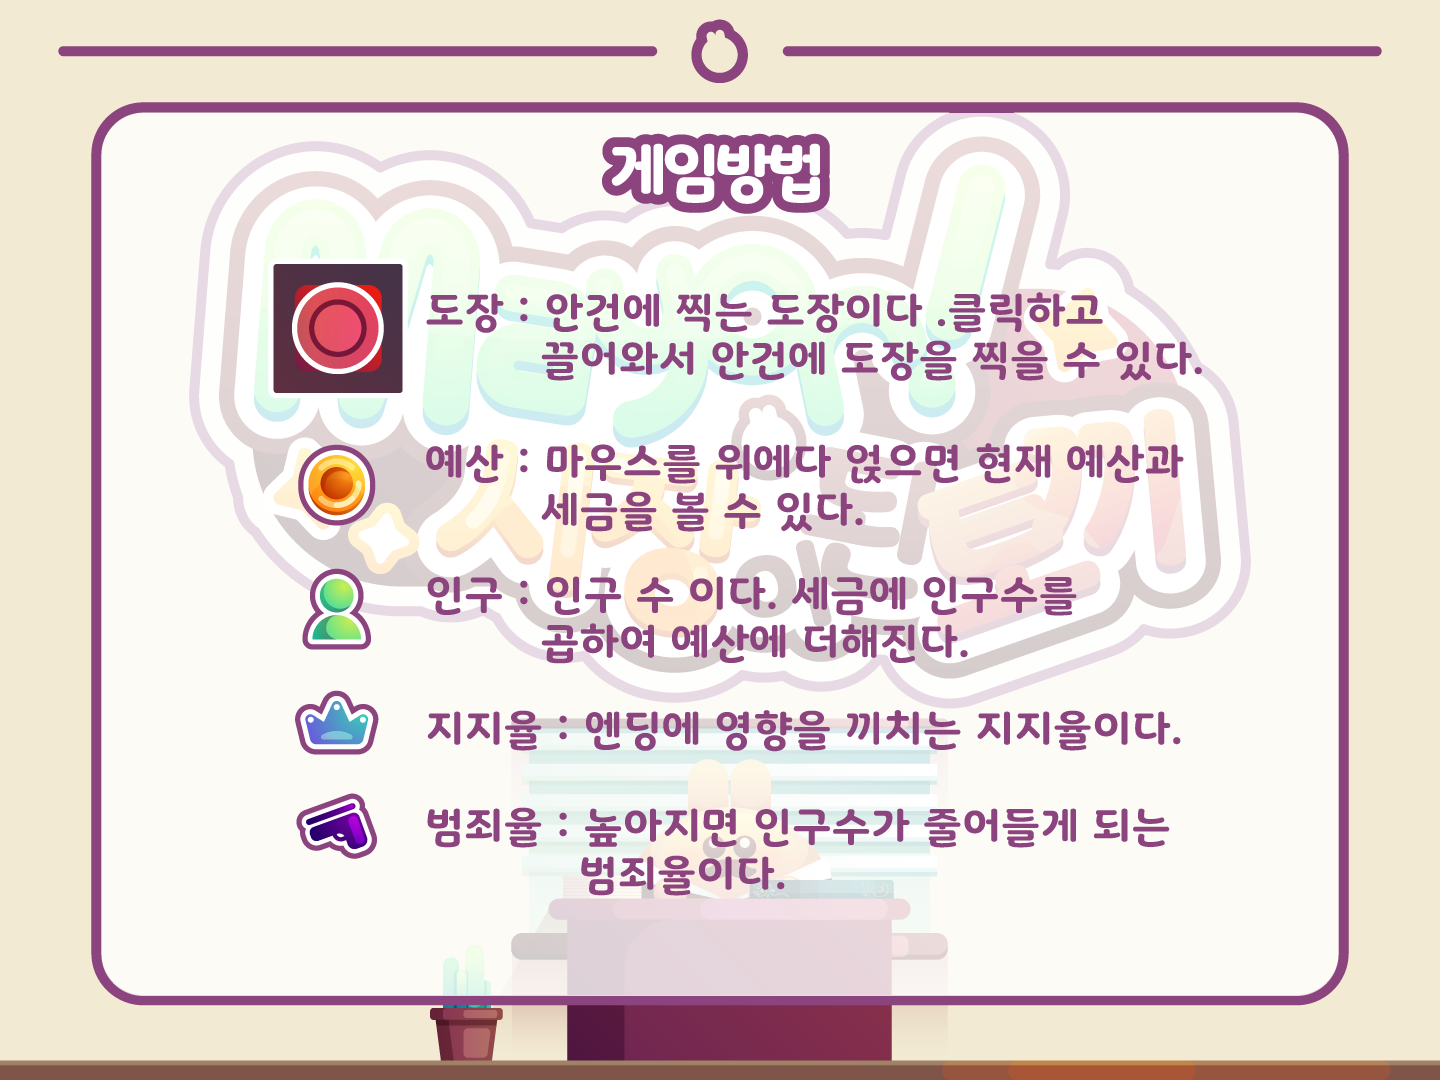 게임방법
도장 : 안건에 찍는 도장이다 .클릭하고
끌어와서 안건에 도장을 찍을 수 있다.
예산 : 마우스를 위에다 얹으면 현재 예산과
세금을 볼 수 있다.
인구 : 인구 수 이다. 세금에 인구수를
곱하여 예산에 더해진다.
지지율 : 엔딩에 영향을 끼치는 지지율이다.
범죄율 : 높아지면 인구수가 줄어들게 되는
범죄율이다.